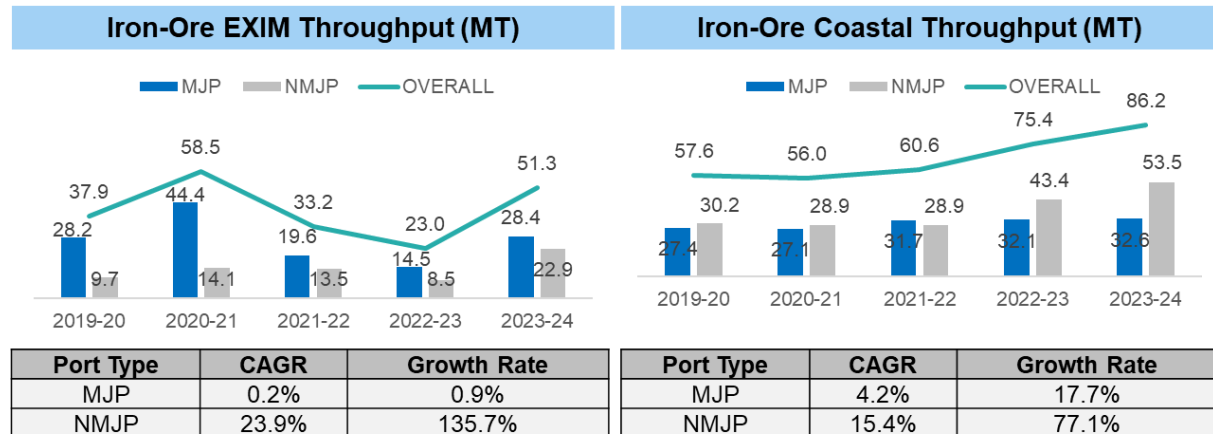 Iron-Ore EXIM Throughput (MT)
MJP NMJP OVERALL
58.5
51.3
37.9
44.4
33.2
28.2
28.4
23.0
19.6
14.5
22.9
9.7
14.1
13.5
8.5
2019-20 2020-21 2021-22 2022-23 2023-24
Port Type CAGR Growth Rate
MJP 0.2% 0.9%
NMJP 23.9% 135.7%
Iron-Ore Coastal Throughput (MT)
MJP NMJP OVERALL
86.2
75.4
57.6 56.0 60.6
53.5
43.4
30.2 28.9 28.9
27.4 27.1 31.7 32.1 32.6
2019-20 2020-21 2021-22 2022-23 2023-24
Port Type CAGR Growth Rate
MJP 4.2% 17.7%
NMJP 15.4% 77.1%